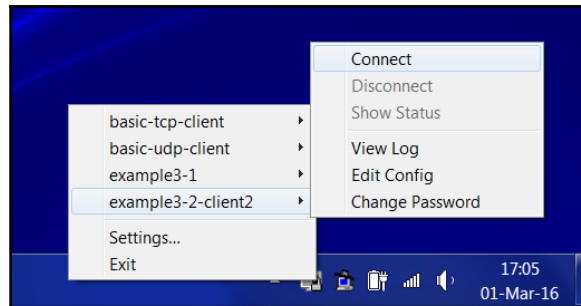 Connect
Disconnect
Show Status
View Log
Edit Config
Change Password
basic-tcp-client
basic-udp-client
example3-1
example3-2-client2
Settings...
Exit
17:05
01-Mar-16